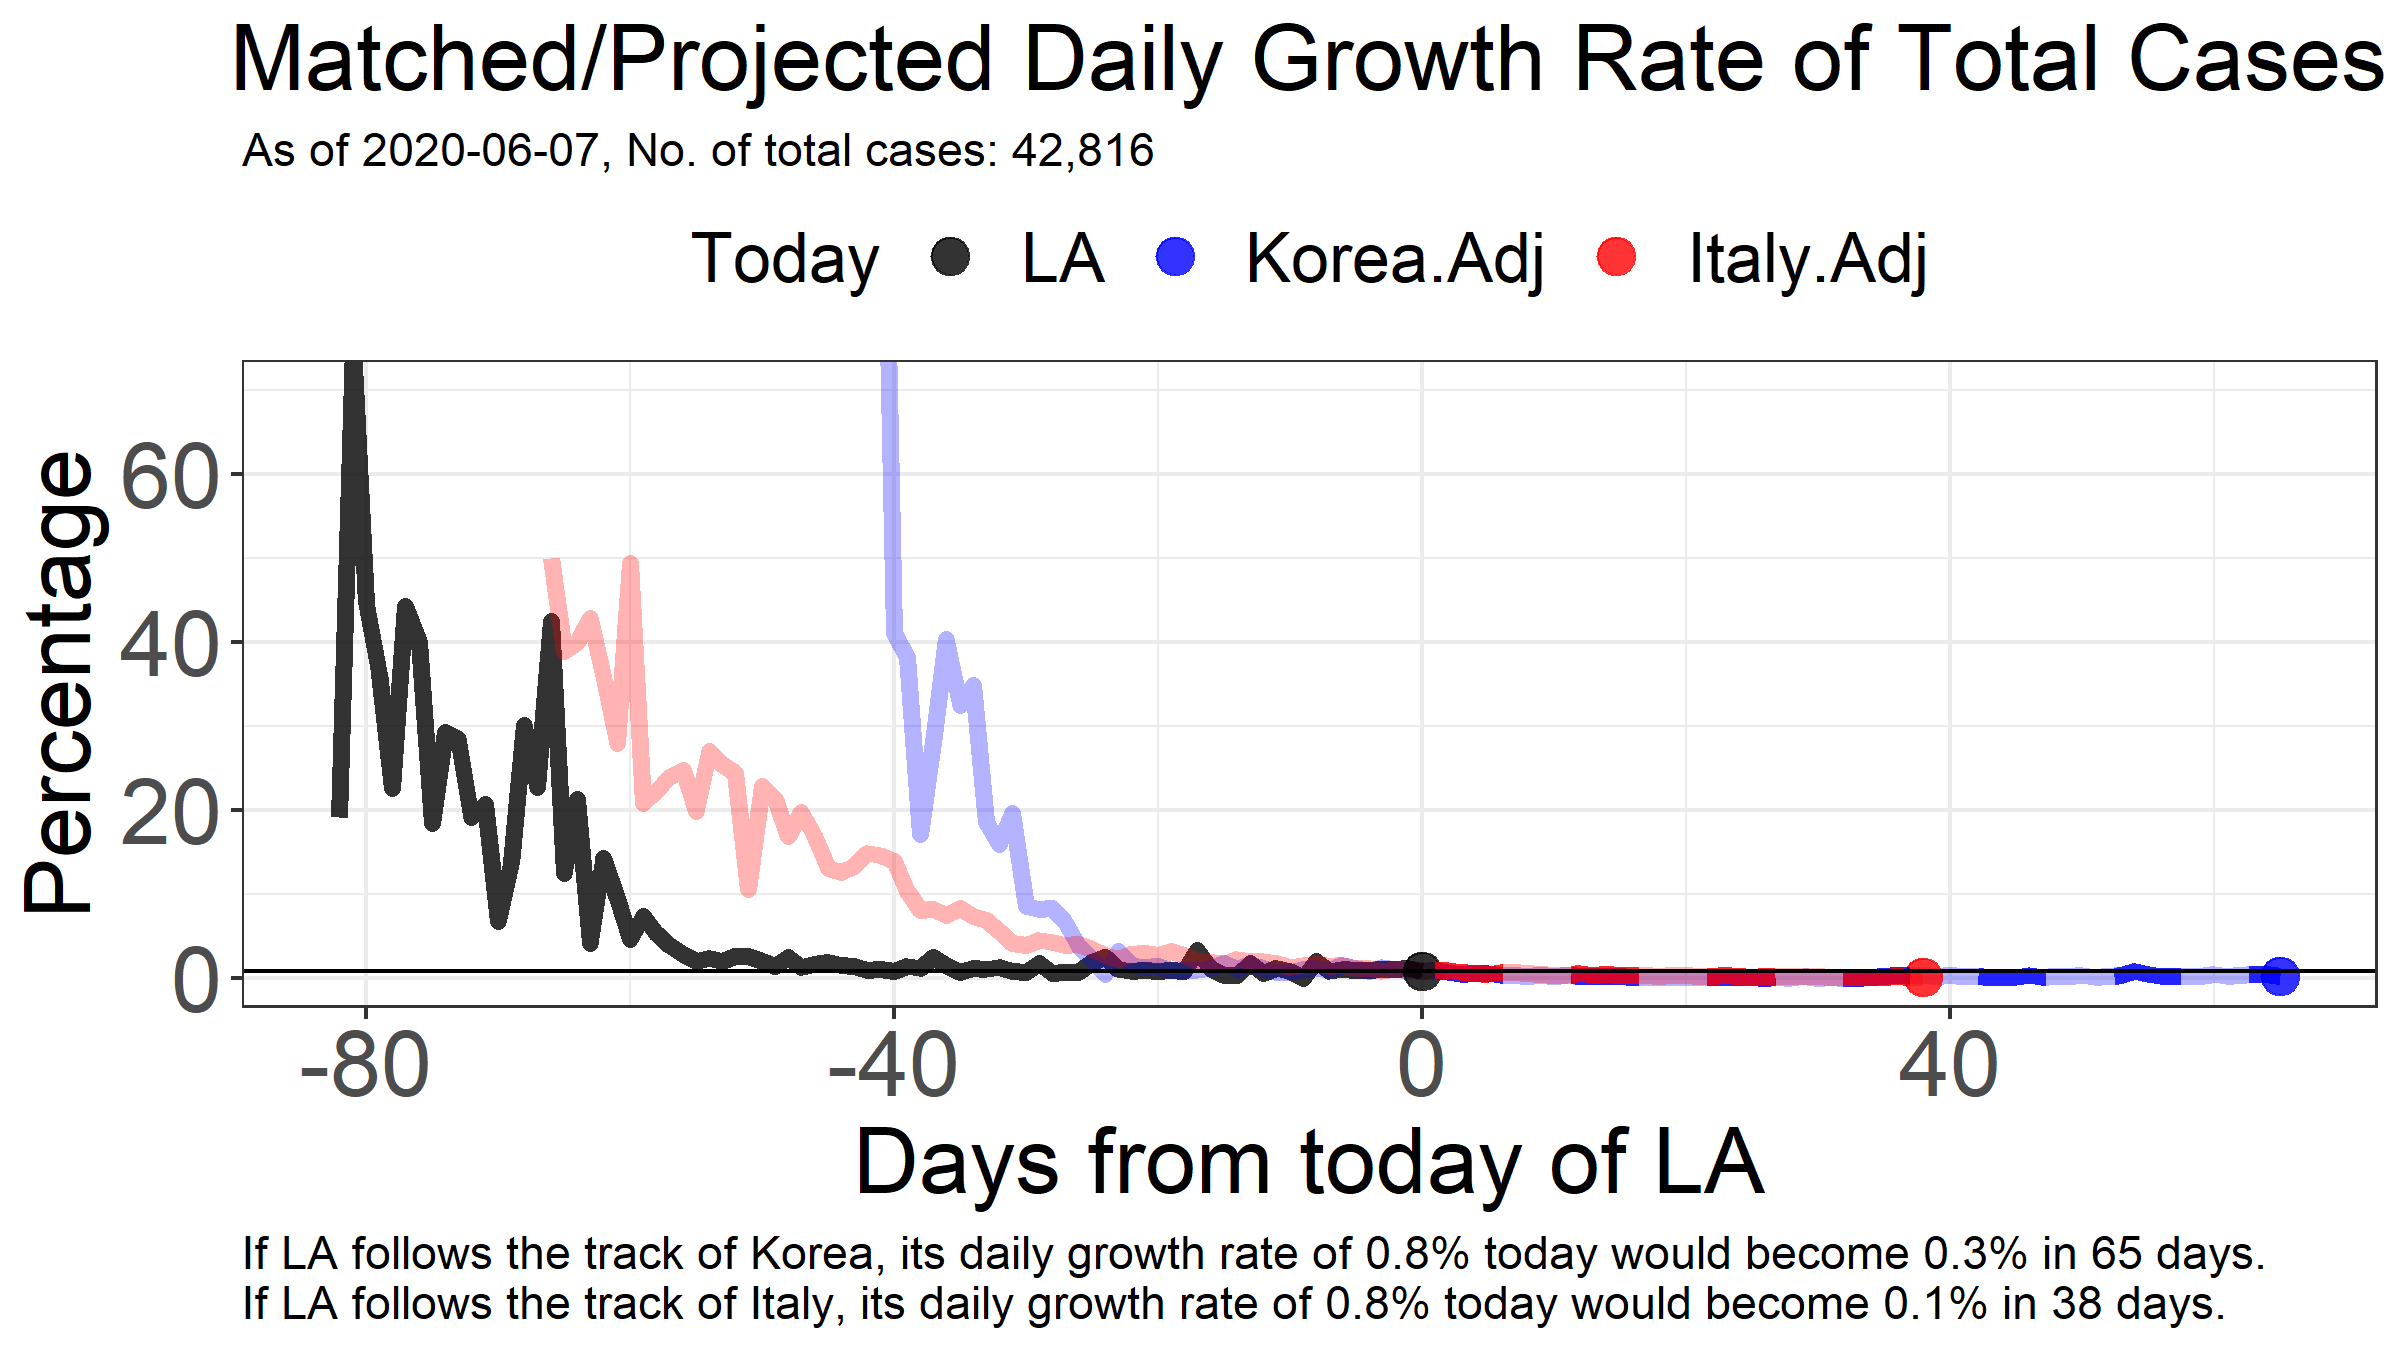 Matched/Projected Daily Growth Rate of Total Cases
As of 2020-06-07, No. of total cases: 42,816
Today LA Korea.Adj Italy.Adj
Percentage
60
40
20
0
-80 -40 0 40
Days from today of LA
If LA follows the track of Korea, its daily growth rate of 0.8% today would become 0.3% in 65 days.
If LA follows the track of Italy, its daily growth rate of 0.8% today would become 0.1% in 38 days.